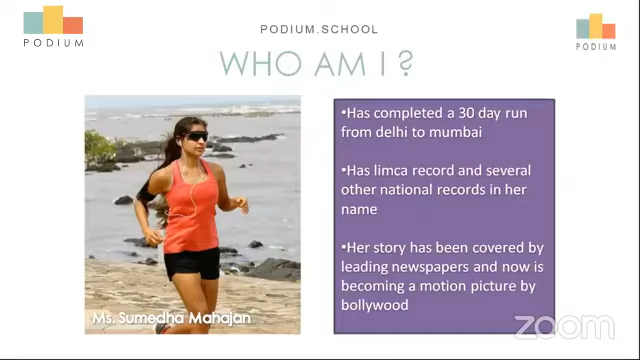 PODIUM
PODIUM.SCHOOL
PODIUM
WHO AM I ?
•Has completed a 30 day run
from delhi to mumbai
•Has limca record and several
other national records in her
name
•Her story has been covered by
leading newspapers and now is
becoming a motion picture by
bollywood
Ms. Sumedha Mahajan
zoom